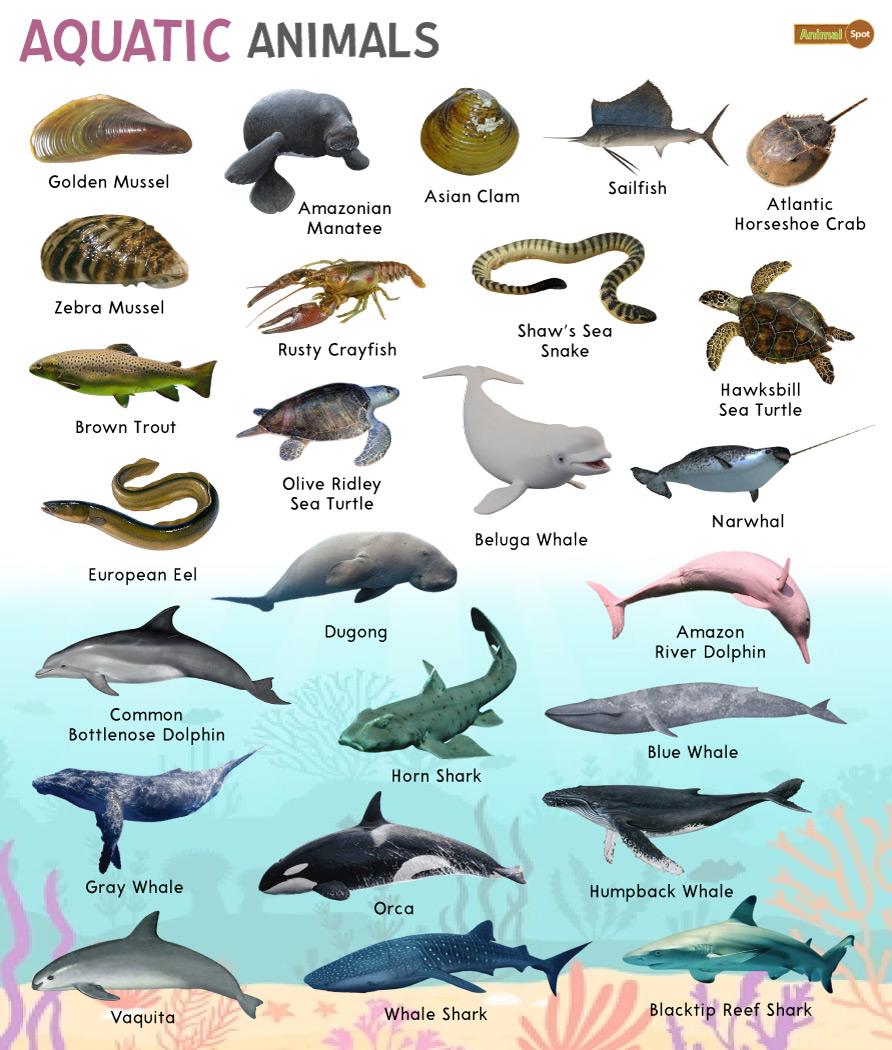 AQUATIC ANIMALS
Animal Spot
Golden Mussel
Amazonian
Manatee
Asian Clam
Sailfish
Atlantic
Horseshoe Crab
Zebra Mussel
Rusty Crayfish
Shaw's Sea
Snake
Hawksbill
Sea Turtle
Brown Trout
Olive Ridley
Sea Turtle
Beluga Whale
Narwhal
European Eel
Dugong
Amazon
River Dolphin
Common
Bottlenose Dolphin
Horn Shark
Blue Whale
Gray Whale
Orca
Humpback Whale
Vaquita
Whale Shark
Blacktip Reef Shark